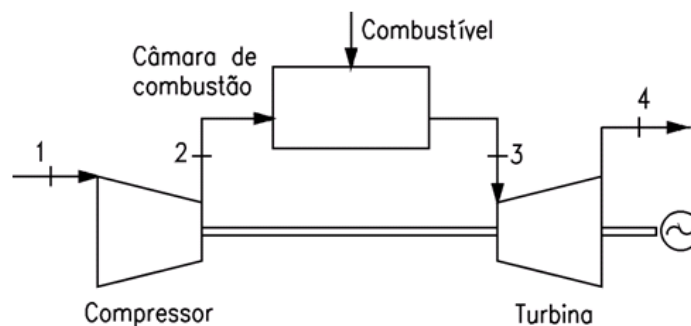 Combustível
Câmara de
combustão
4
1
2
3
Compressor
Turbina